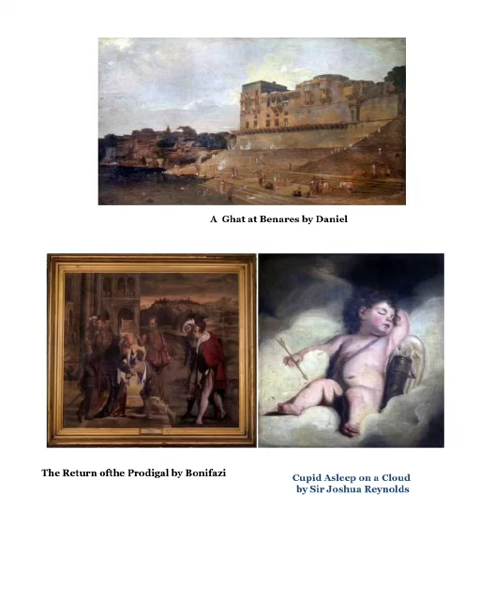 A Ghat at Benares by Daniel
The Return ofthe Prodigal by Bonifazi
Cupid Asleep on a Cloud
by Sir Joshua Reynolds